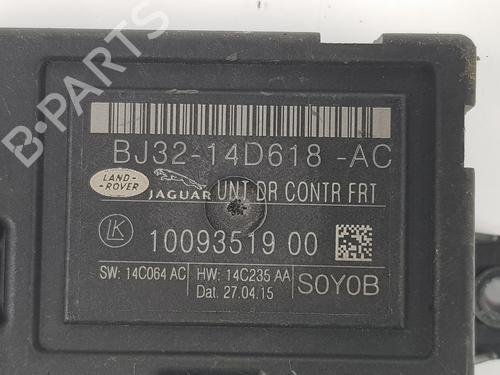 BJ32-14D618-AC
LAND-
ROVER
JAGUAR
UNT DR CONTR FRT
LK
10093519 00
SW: 14C064 AC
HW: 14C235 AA
Dat. 27.04.15
S0Y0B
B-PARTS